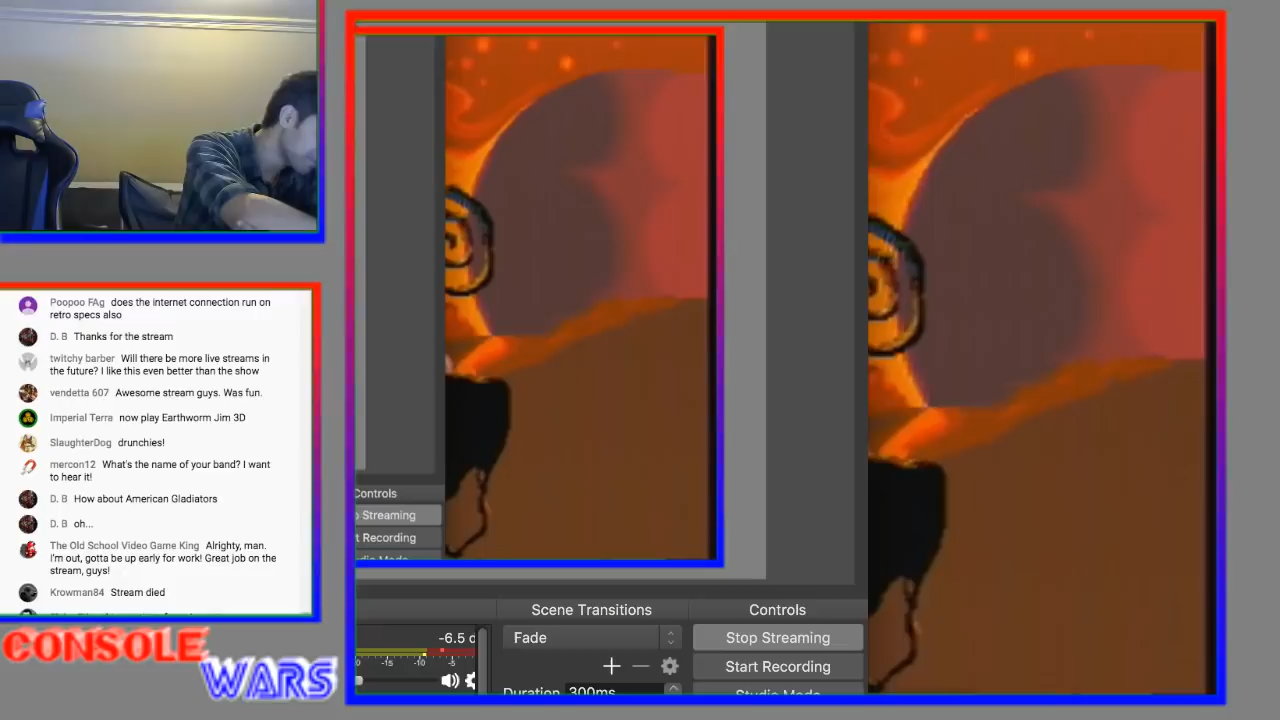 Poopoo FAg does the internet connection run on
retro specs also
D. B Thanks for the stream
twitchy barber Will there be more live streams in
the future? I like this even better than the show
vendetta 607 Awesome stream guys. Was fun.
Imperial Terra now play Earthworm Jim 3D
SlaughterDog drunchies!
mercon12 What's the name of your band? I want
to hear it!
D. B How about American Gladiators
D. B oh...
The Old School Video Game King Alrighty, man.
I'm out, gotta be up early for work! Great job on the
stream, guys!
Krowman84 Stream died
CONSOLE
WARS
Controls
Streaming
Recording
Scene Transitions
Controls
-6.5 d
Fade
Stop Streaming
-15 -10 -5
Start Recording
Duration 300ms
Studio Mode